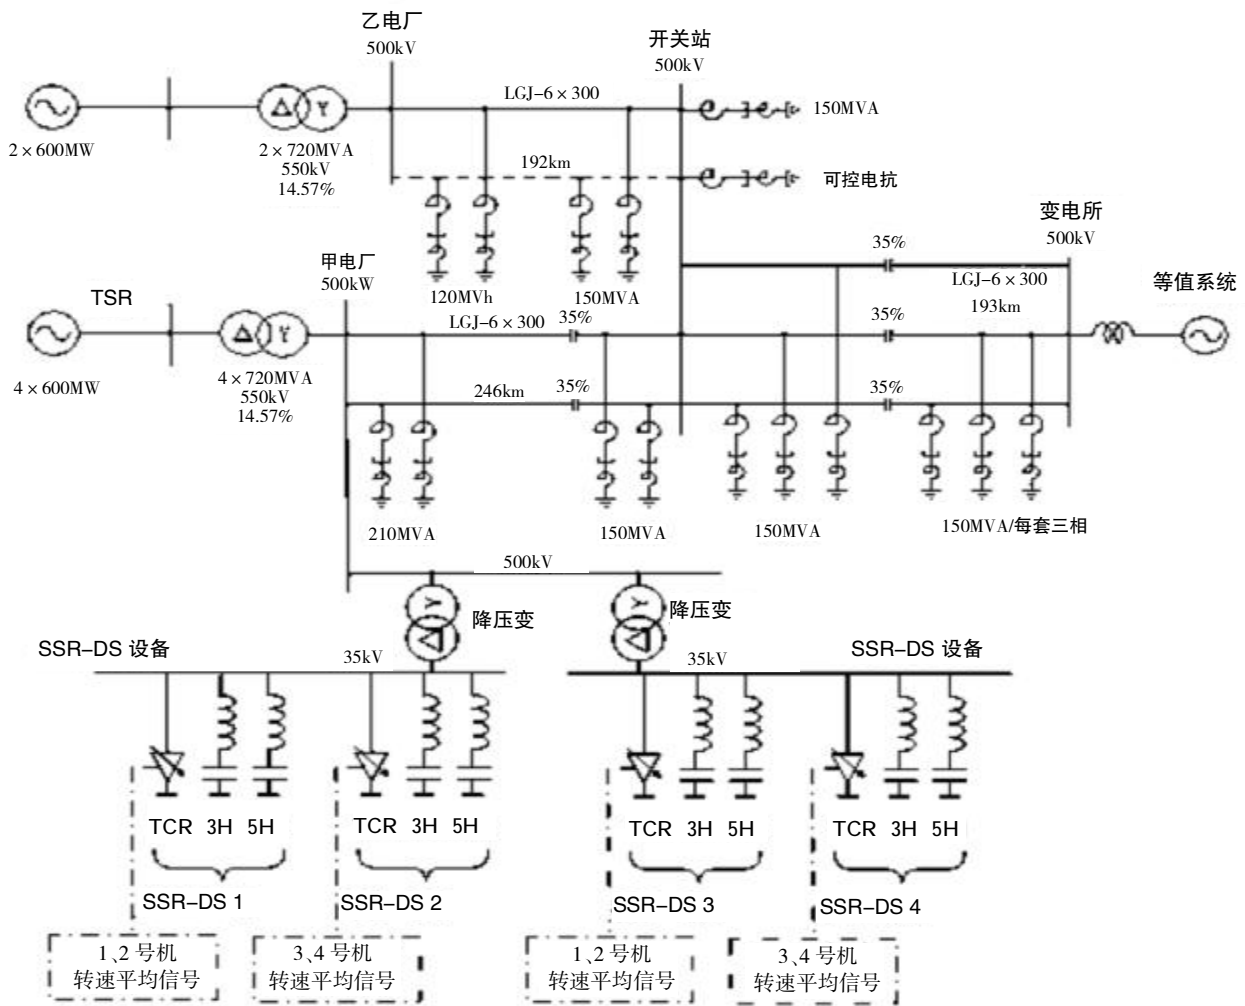 乙电厂
500kV
开关站
500kV
LGJ-6×300
150MVA
2×600MW
2×720MVA
550kV
14.57%
192km
可控电抗
变电所
500kV
35%
甲电厂
500kW
120MVh
150MVA
LGJ-6×300
193km
等值系统
TSR
LGJ-6×300
35%
35%
4×600MW
4×720MVA
550kV
14.57%
246km
35%
35%
210MVA
150MVA
150MVA
150MVA/每套三相
500kV
降压变
降压变
SSR-DS 设备
35kV
35kV
SSR-DS 设备
TCR 3H 5H
TCR 3H 5H
TCR 3H 5H
TCR 3H 5H
SSR-DS 1
SSR-DS 2
SSR-DS 3
SSR-DS 4
1、2 号机
转速平均信号
3、4 号机
转速平均信号
1、2 号机
转速平均信号
3、4 号机
转速平均信号